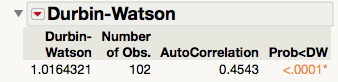 Durbin-Watson
Durbin- Number
Watson of Obs. AutoCorrelation Prob<DW
1.0164321 102 0.4543 <.0001*